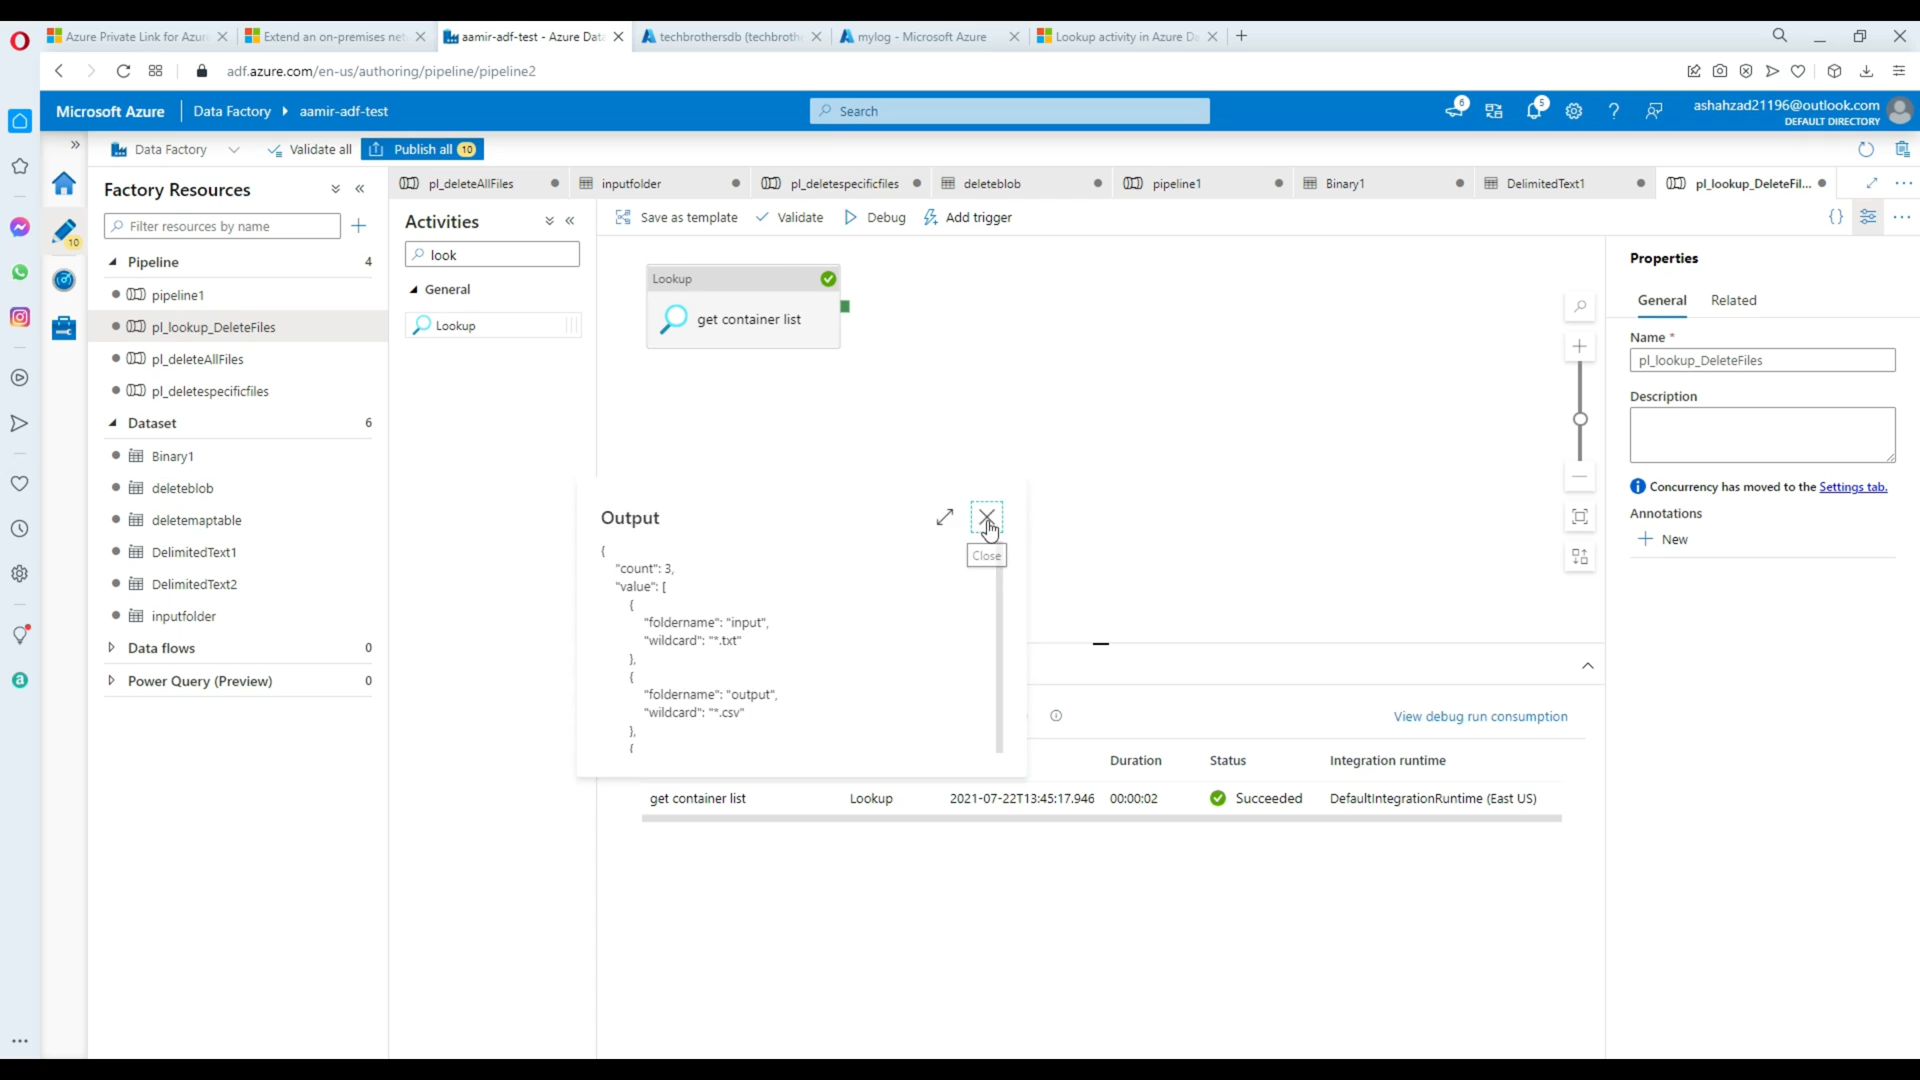 Azure Private Link for Azur
Extend an on-premises net
aamir-adf-test - Azure Data
techbrothersdb (techbroth
mylog - Microsoft Azure
Lookup activity in Azure Da
adf.azure.com/en-us/authoring/pipeline/pipeline2
Microsoft Azure
Data Factory
aamir-adf-test
Search
6
5
ashahzad21196@outlook.com
DEFAULT DIRECTORY
Data Factory
Validate all
Publish all 10
10
Factory Resources
Filter resources by name
Pipeline 4
pipeline1
pl_lookup_DeleteFiles
pl_deleteAllFiles
pl_deletespecificfiles
Dataset 6
Binary1
deleteblob
deletemaptable
DelimitedText1
DelimitedText2
inputfolder
Data flows 0
Power Query (Preview) 0
pl_deleteAllFiles
inputfolder
pl_deletespecificfiles
deleteblob
pipeline1
Binary1
DelimitedText1
pl_lookup_DeleteFil...
Activities
look
General
Lookup
Save as template
Validate
Debug
Add trigger
{}
Lookup
get container list
Output
Close
{
"count": 3,
"value": [
{
"foldername": "input",
"wildcard": "*.txt"
},
{
"foldername": "output",
"wildcard": "*.csv"
},
{
View debug run consumption
Duration Status Integration runtime
get container list Lookup 2021-07-22T13:45:17.946 00:00:02 Succeeded DefaultIntegrationRuntime (East US)
Properties
General
Related
Name *
pl_lookup_DeleteFiles
Description
Concurrency has moved to the Settings tab.
Annotations
New